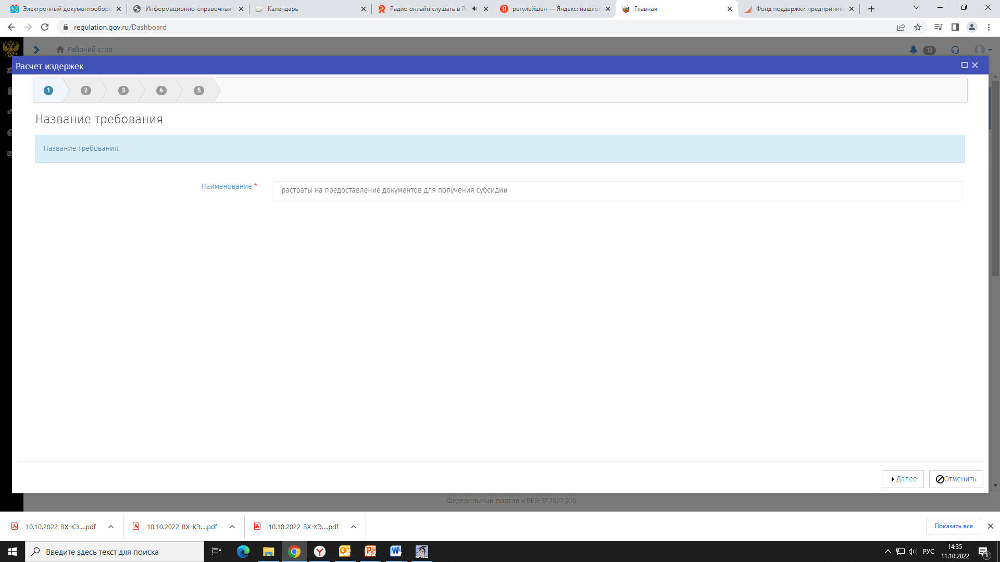 Электронный документооборо
Информационно-справочная
Календарь
Радио онлайн слушать в Ра
регулейшен — Яндекс: нашлос
Главная
Фонд поддержки предприним
regulation.gov.ru/Dashboard
Рабочий стол
12
Расчет издержек
1 2 3 4 5
Название требования
Название требования.
Наименование * растраты на предоставление документов для получения субсидии
Далее Отменить
Федеральный портал v.REG-37.2022.9.16
10.10.2022_ВХ-КЭ....pdf
10.10.2022_ВХ-КЭ....pdf
10.10.2022_ВХ-КЭ....pdf
Показать все
Введите здесь текст для поиска
РУС
14:35
11.10.2022
1